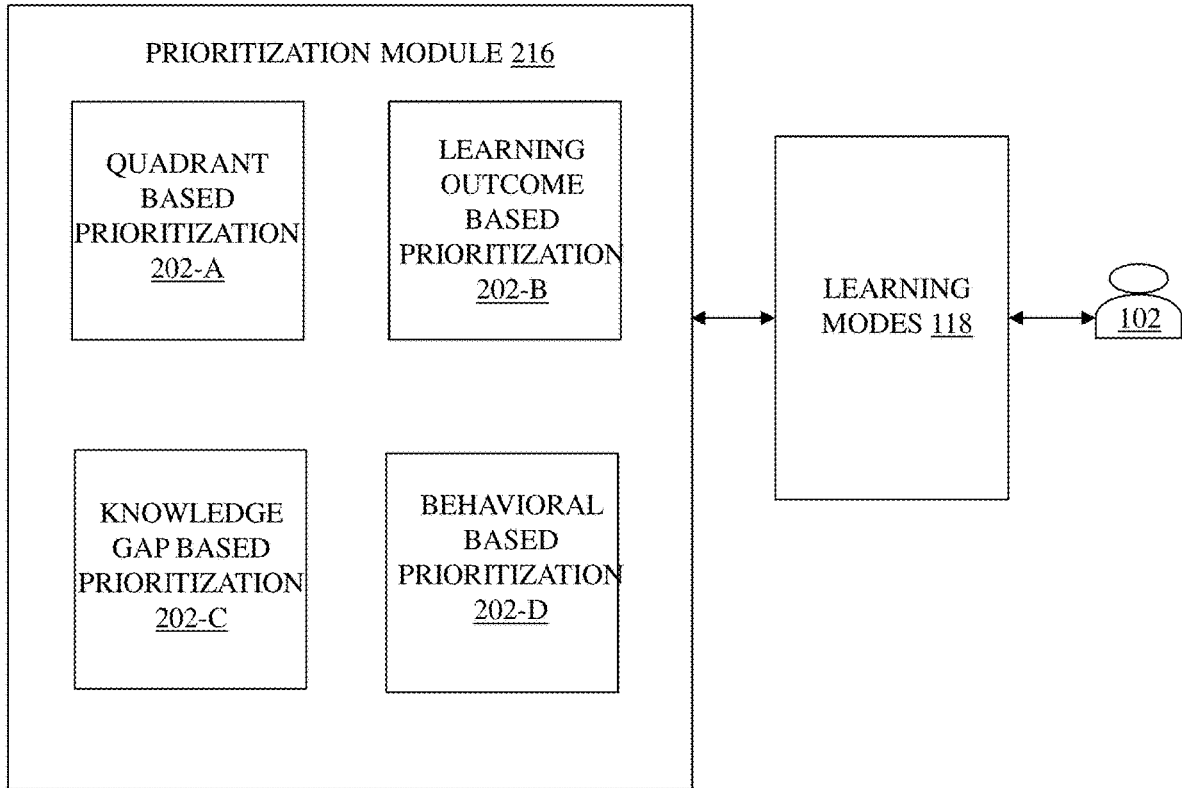 PRIORITIZATION MODULE 216
QUADRANT
BASED
PRIORITIZATION
202-A
LEARNING
OUTCOME
BASED
PRIORITIZATION
202-B
KNOWLEDGE
GAP BASED
PRIORITIZATION
202-C
BEHAVIORAL
BASED
PRIORITIZATION
202-D
LEARNING
MODES 118
102